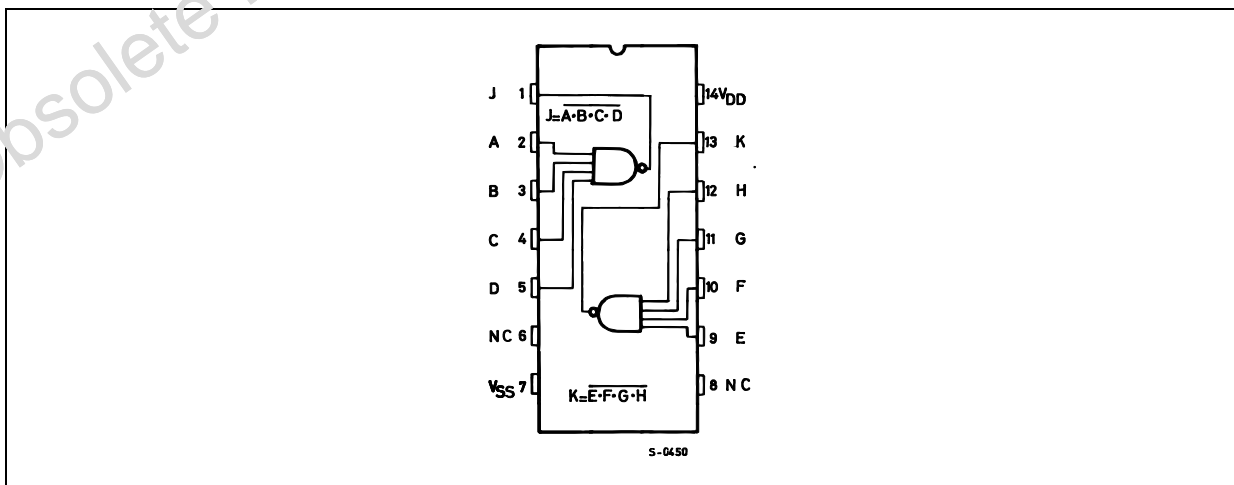 obsolete
J 1
J=A•B•C•D
A 2
B 3
C 4
D 5
NC 6
VSS 7
K=E•F•G•H
14 VDD
13 K
12 H
11 G
10 F
9 E
8 NC
S-0450